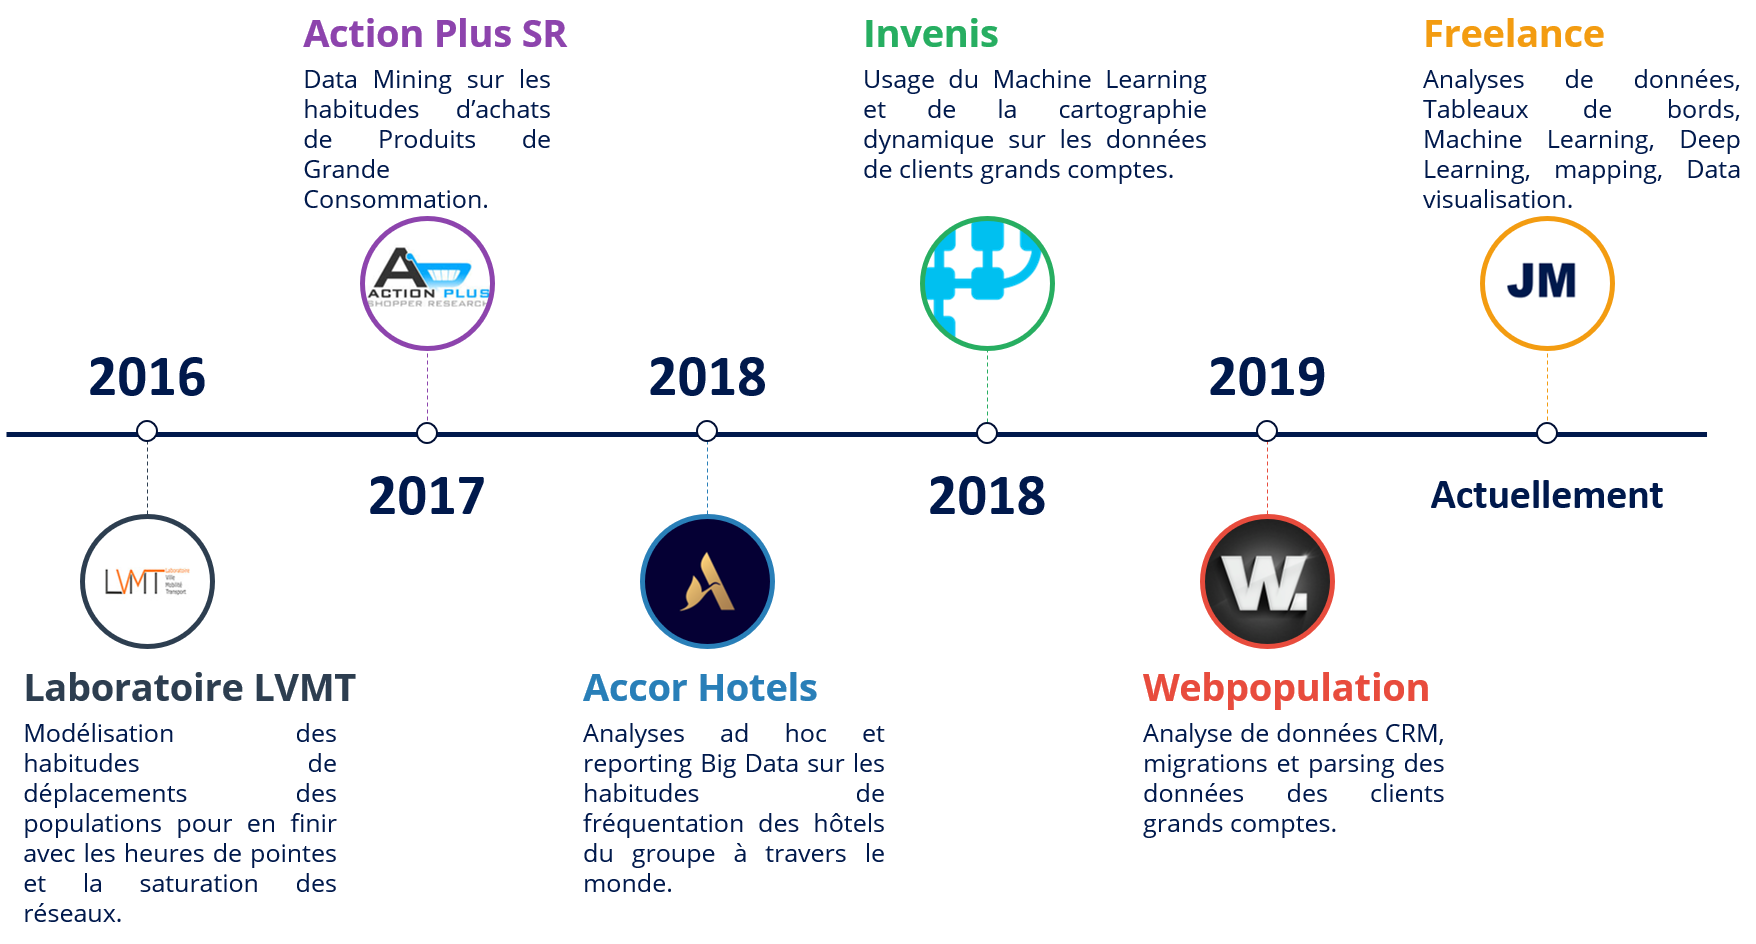 Action Plus SR
Data Mining sur les
habitudes d’achats
de Produits de
Grande
Consommation.
ACTION PLUS
SHOPPER RESEARCH
Invenis
Usage du Machine Learning
et de la cartographie
dynamique sur les données
de clients grands comptes.
Freelance
Analyses de données,
Tableaux de bords,
Machine Learning, Deep
Learning, mapping, Data
visualisation.
JM
2016
2018
2019
2017
2018
Actuellement
LVMT
Laboratoire
Ville
Mobilité
Transport
W.
Laboratoire LVMT
Modélisation des
habitudes de
déplacements des
populations pour en finir
avec les heures de pointes
et la saturation des
réseaux.
Accor Hotels
Analyses ad hoc et
reporting Big Data sur les
habitudes de
fréquentation des hôtels
du groupe à travers le
monde.
Webpopulation
Analyse de données CRM,
migrations et parsing des
données des clients
grands comptes.